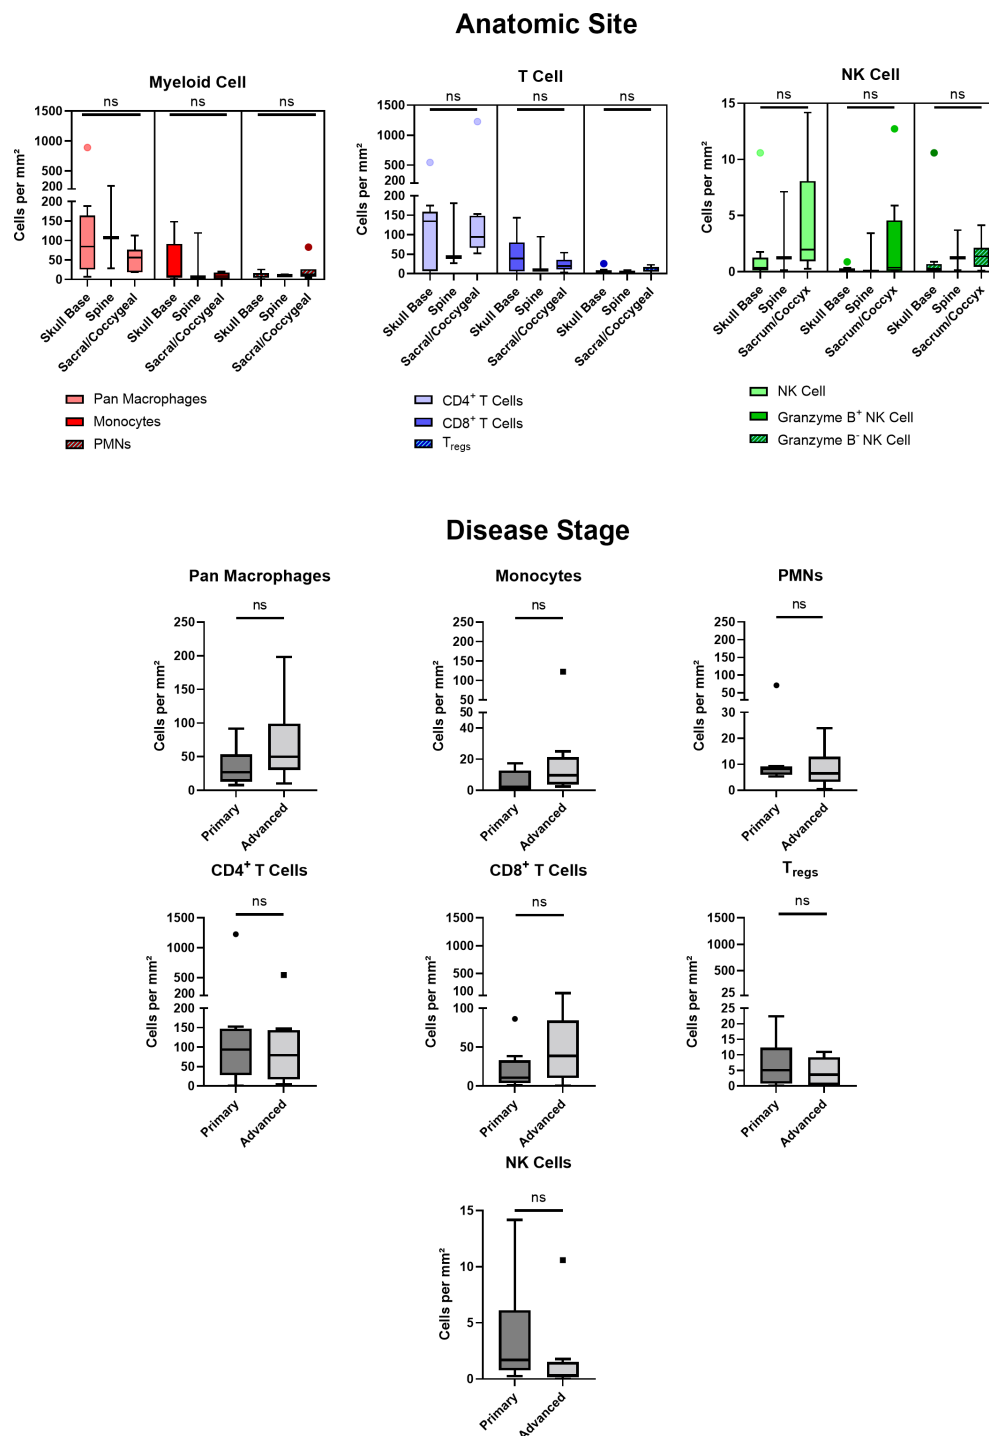 Anatomic Site
Myeloid Cell
ns ns ns
Cells per mm²
1500
1000
500
200
200
150
100
50
0
Skull Base
Spine
Sacral/Coccygeal
Skull Base
Spine
Sacral/Coccygeal
Skull Base
Spine
Sacral/Coccygeal
Pan Macrophages
Monocytes
PMNs
T Cell
ns ns ns
Cells per mm²
1500
1000
500
200
200
150
100
50
0
Skull Base
Spine
Sacral/Coccygeal
Skull Base
Spine
Sacral/Coccygeal
Skull Base
Spine
Sacral/Coccygeal
CD4⁺ T Cells
CD8⁺ T Cells
Tregs
NK Cell
ns ns ns
Cells per mm²
15
10
5
0
Skull Base
Spine
Sacrum/Coccyx
Skull Base
Spine
Sacrum/Coccyx
Skull Base
Spine
Sacrum/Coccyx
NK Cell
Granzyme B⁺ NK Cell
Granzyme B⁻ NK Cell
Disease Stage
Pan Macrophages
ns
Cells per mm²
250
200
150
100
50
0
Primary
Advanced
Monocytes
ns
Cells per mm²
250
200
150
100
50
50
40
20
0
Primary
Advanced
PMNs
ns
Cells per mm²
250
200
150
100
50
30
20
10
0
Primary
Advanced
CD4⁺ T Cells
ns
Cells per mm²
1500
1000
500
200
200
150
100
50
0
Primary
Advanced
CD8⁺ T Cells
ns
Cells per mm²
1500
1000
500
100
100
50
0
Primary
Advanced
Tregs
ns
Cells per mm²
1500
1000
500
25
25
20
15
10
5
0
Primary
Advanced
NK Cells
ns
Cells per mm²
15
10
5
0
Primary
Advanced